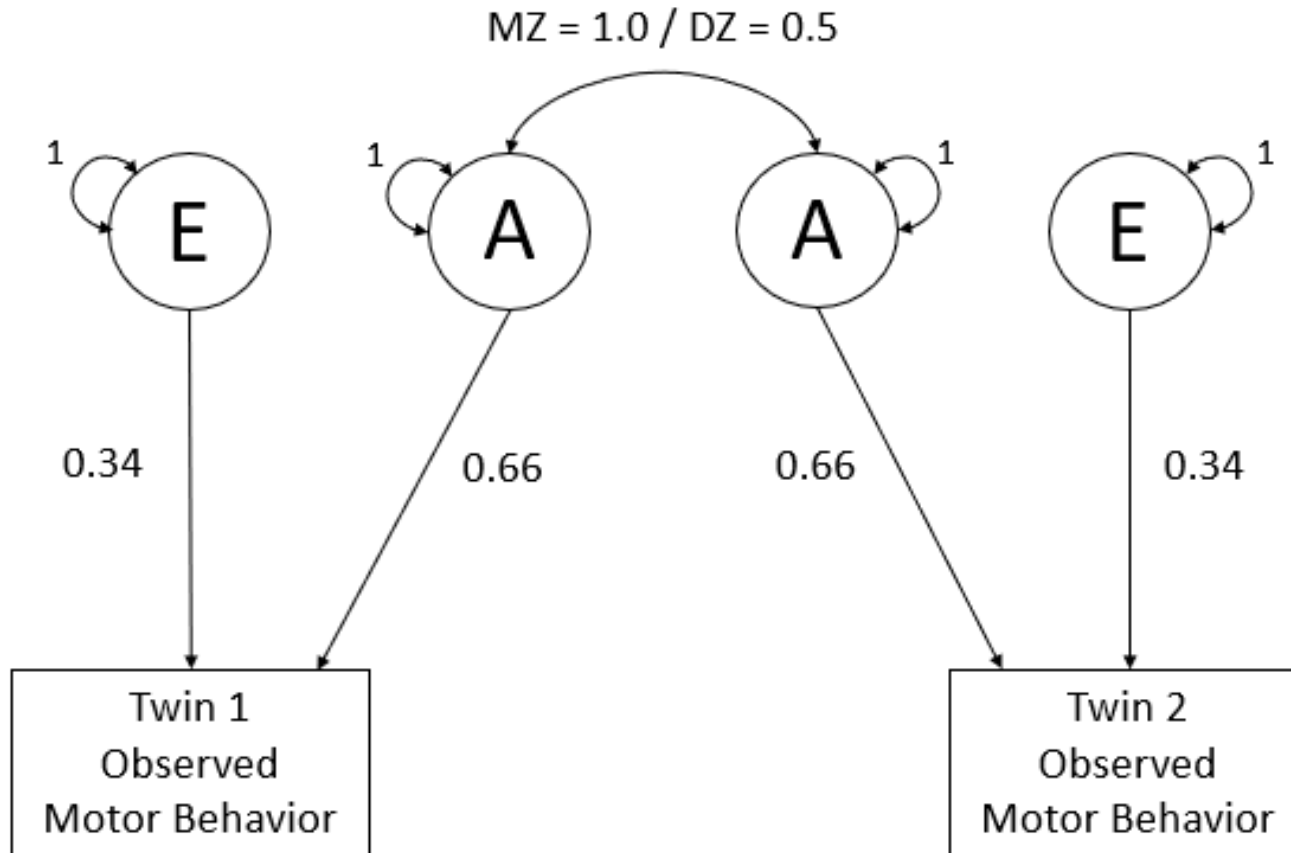 MZ = 1.0 / DZ = 0.5
1
1
1
1
E
A
A
E
0.34
0.66
0.66
0.34
Twin 1
Observed
Motor Behavior
Twin 2
Observed
Motor Behavior